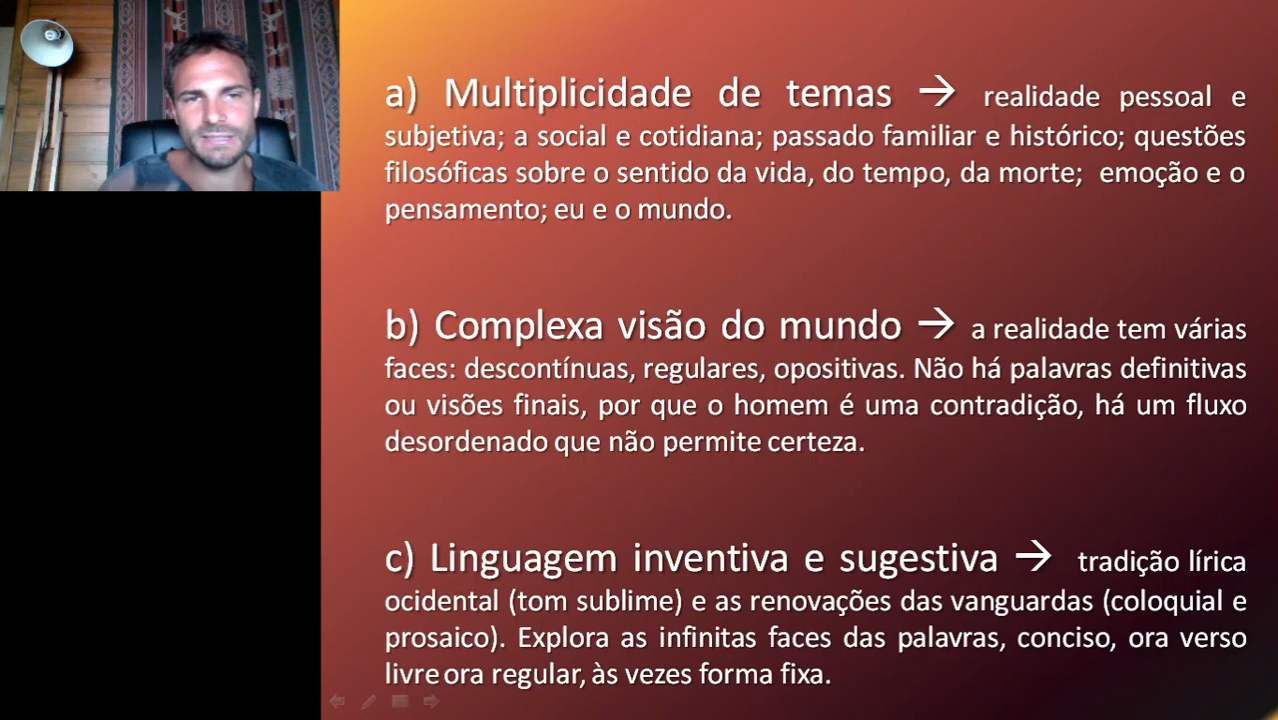 a) Multiplicidade de temas → realidade pessoal e
subjetiva; a social e cotidiana; passado familiar e histórico; questões
filosóficas sobre o sentido da vida, do tempo, da morte; emoção e o
pensamento; eu e o mundo.
b) Complexa visão do mundo → a realidade tem várias
faces: descontínuas, regulares, opositivas. Não há palavras definitivas
ou visões finais, por que o homem é uma contradição, há um fluxo
desordenado que não permite certeza.
c) Linguagem inventiva e sugestiva → tradição lírica
ocidental (tom sublime) e as renovações das vanguardas (coloquial e
prosaico). Explora as infinitas faces das palavras, conciso, ora verso
livre ora regular, às vezes forma fixa.